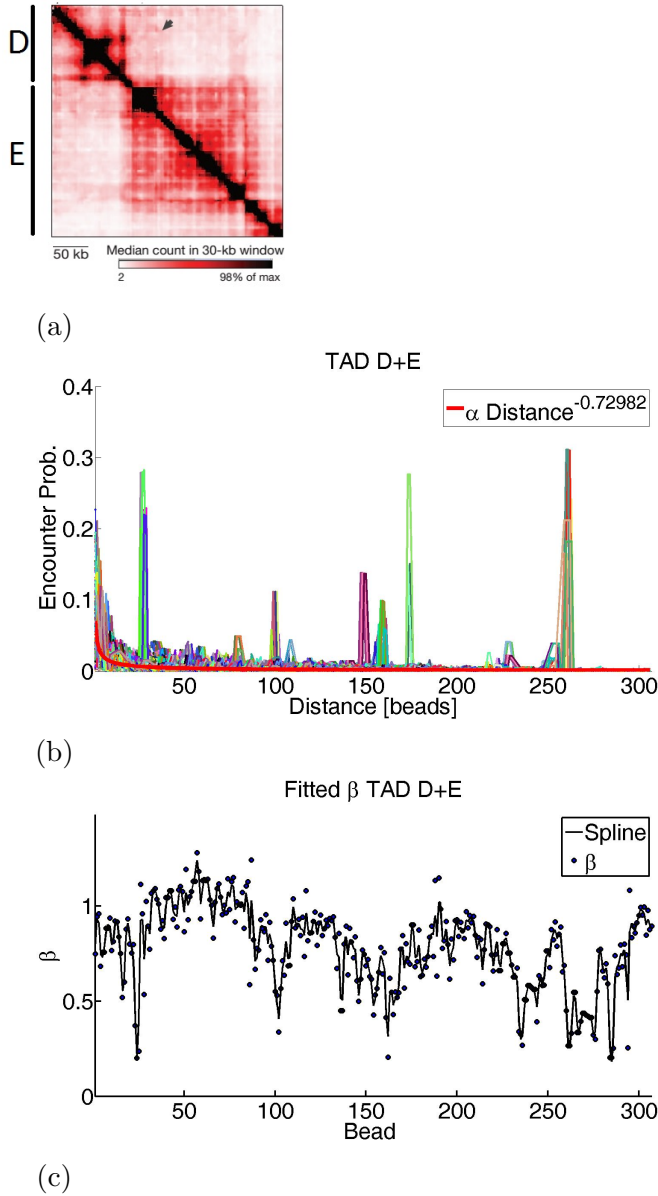 D
E
50 kb
Median count in 30-kb window
2
98% of max
(a)
TAD D+E
α Distance-0.72982
Encounter Prob.
0.4
0.3
0.2
0.1
0
50
100
150
200
250
300
Distance [beads]
(b)
Fitted β TAD D+E
Spline
β
β
1
0.5
0
50
100
150
200
250
300
Bead
(c)